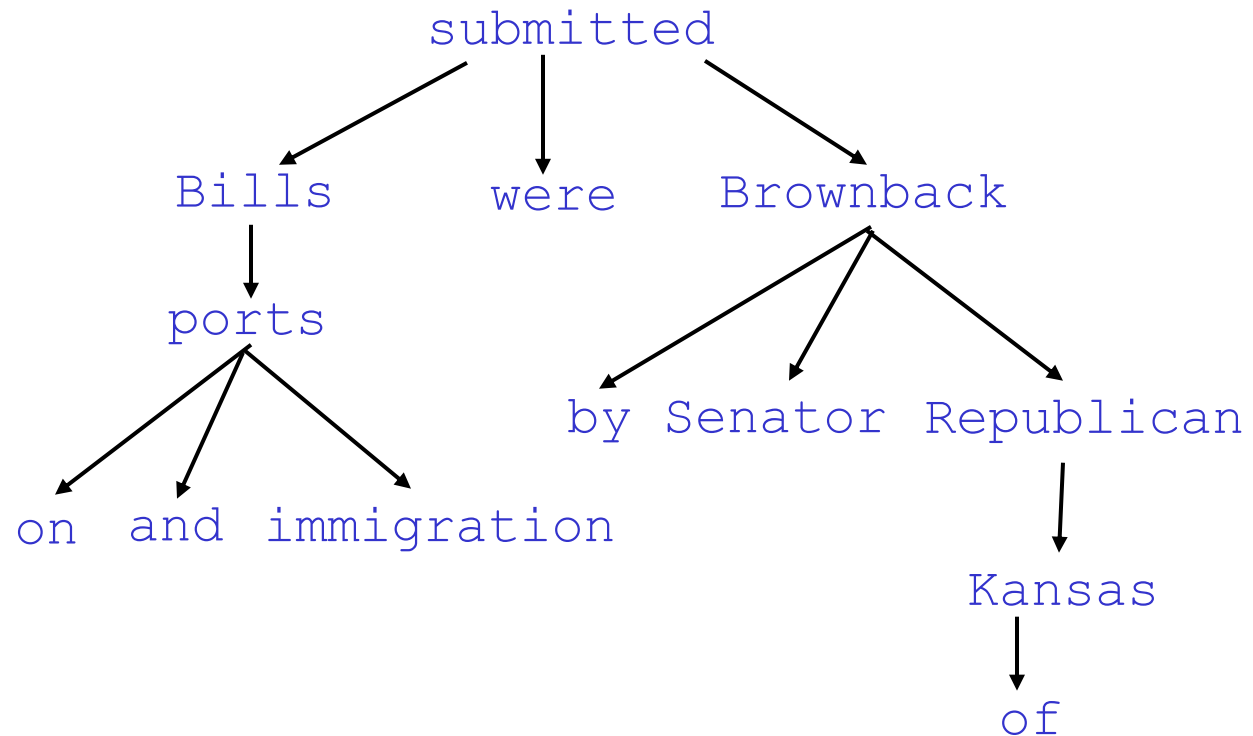 submitted
Bills were Brownback
ports
by Senator Republican
on and immigration
Kansas
of